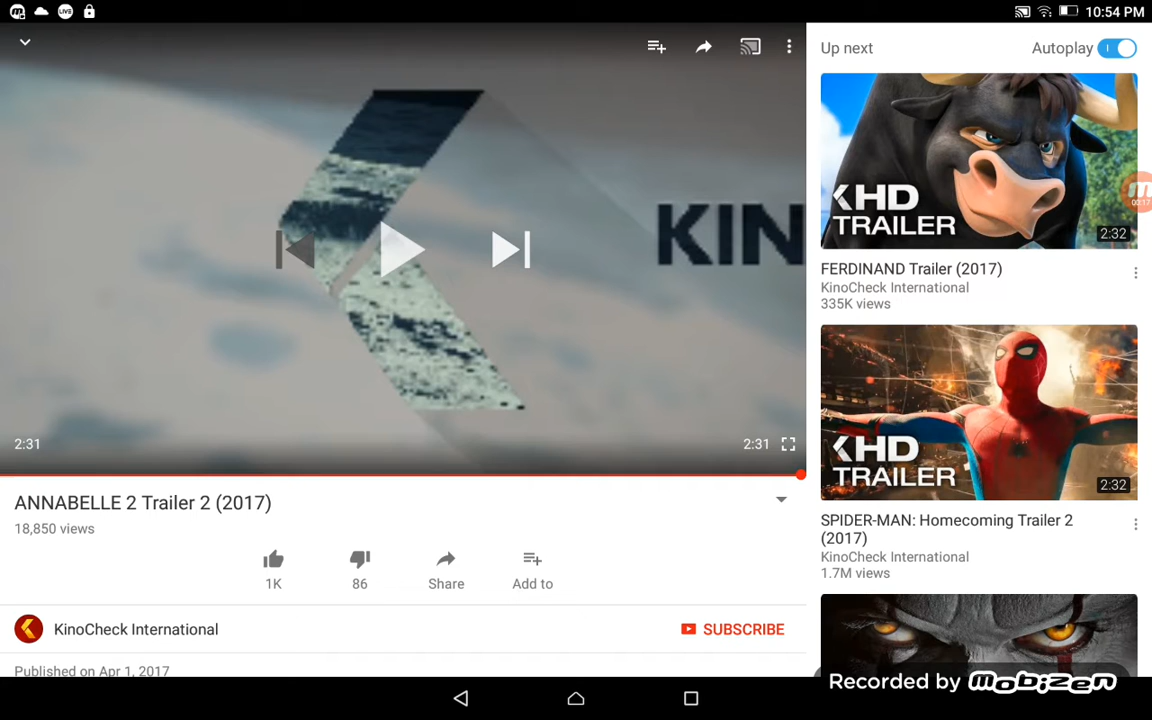 LIVE
10:54 PM
Up next
Autoplay
KIN
HD
TRAILER
2:32
00:17
FERDINAND Trailer (2017)
KinoCheck International
335K views
2:31
2:31
HD
TRAILER
2:32
ANNABELLE 2 Trailer 2 (2017)
18,850 views
SPIDER-MAN: Homecoming Trailer 2
(2017)
KinoCheck International
1.7M views
1K
86
Share
Add to
KinoCheck International
SUBSCRIBE
Published on Apr 1, 2017
Recorded by mobizen